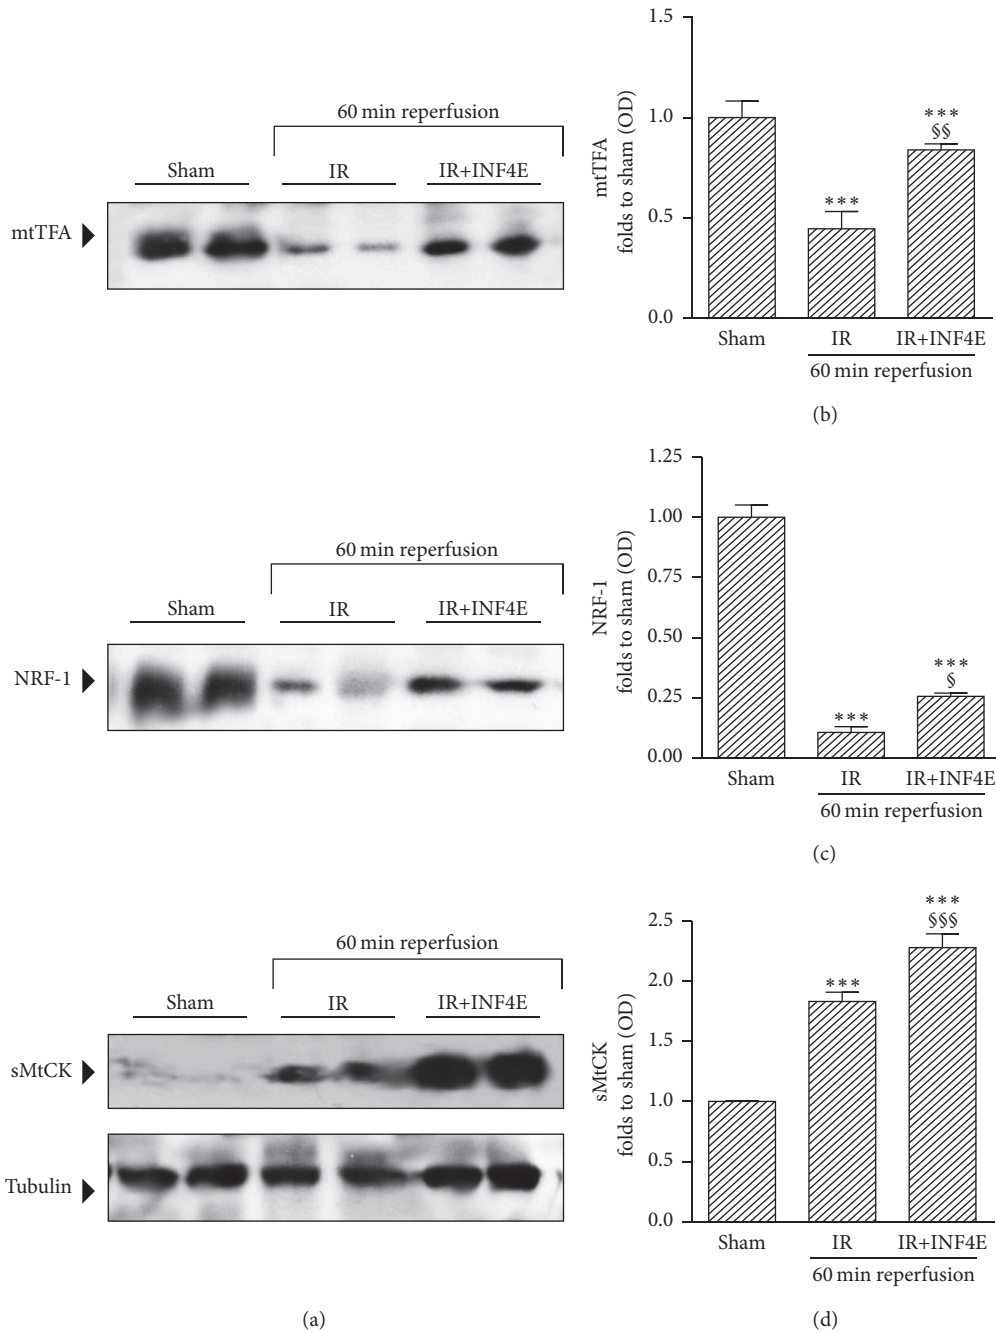 60 min reperfusion
Sham IR IR+INF4E
mtTFA
60 min reperfusion
Sham IR IR+INF4E
NRF-1
60 min reperfusion
Sham IR IR+INF4E
sMtCK
Tubulin
(a)
mtTFA
folds to sham (OD)
1.5
1.0
0.5
0.0
***
***
§§
Sham IR IR+INF4E
60 min reperfusion
(b)
NRF-1
folds to sham (OD)
1.25
1.00
0.75
0.50
0.25
0.00
***
***
§
Sham IR IR+INF4E
60 min reperfusion
(c)
sMtCK
folds to sham (OD)
2.5
2.0
1.5
1.0
0.5
0.0
***
***
§§§
Sham IR IR+INF4E
60 min reperfusion
(d)